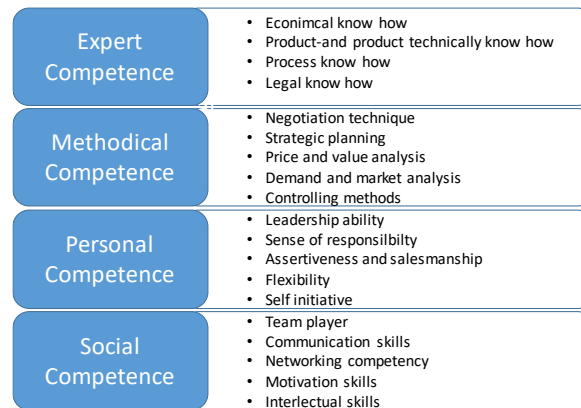 Expert
Competence
• Econimcal know how
• Product-and product technically know how
• Process know how
• Legal know how
Methodical
Competence
• Negotiation technique
• Strategic planning
• Price and value analysis
• Demand and market analysis
• Controlling methods
Personal
Competence
• Leadership ability
• Sense of responsilbilty
• Assertiveness and salesmanship
• Flexibility
• Self initiative
Social
Competence
• Team player
• Communication skills
• Networking competency
• Motivation skills
• Interlectual skills